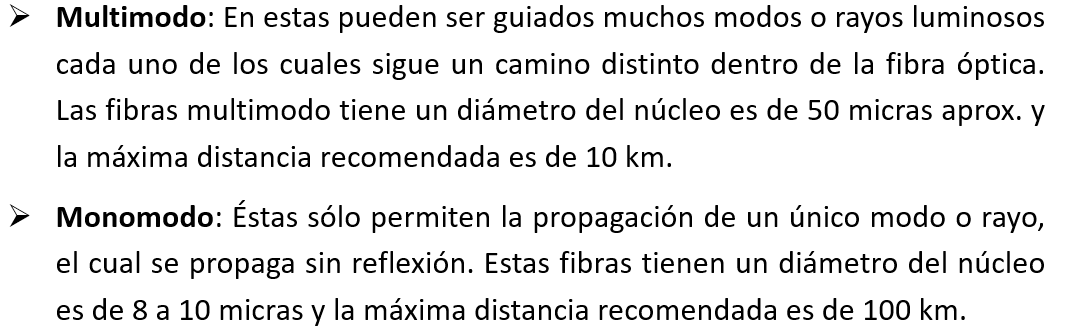 ➢ Multimodo: En estas pueden ser guiados muchos modos o rayos luminosos
cada uno de los cuales sigue un camino distinto dentro de la fibra óptica.
Las fibras multimodo tiene un diámetro del núcleo es de 50 micras aprox. y
la máxima distancia recomendada es de 10 km.
➢ Monomodo: Éstas sólo permiten la propagación de un único modo o rayo,
el cual se propaga sin reflexión. Estas fibras tienen un diámetro del núcleo
es de 8 a 10 micras y la máxima distancia recomendada es de 100 km.